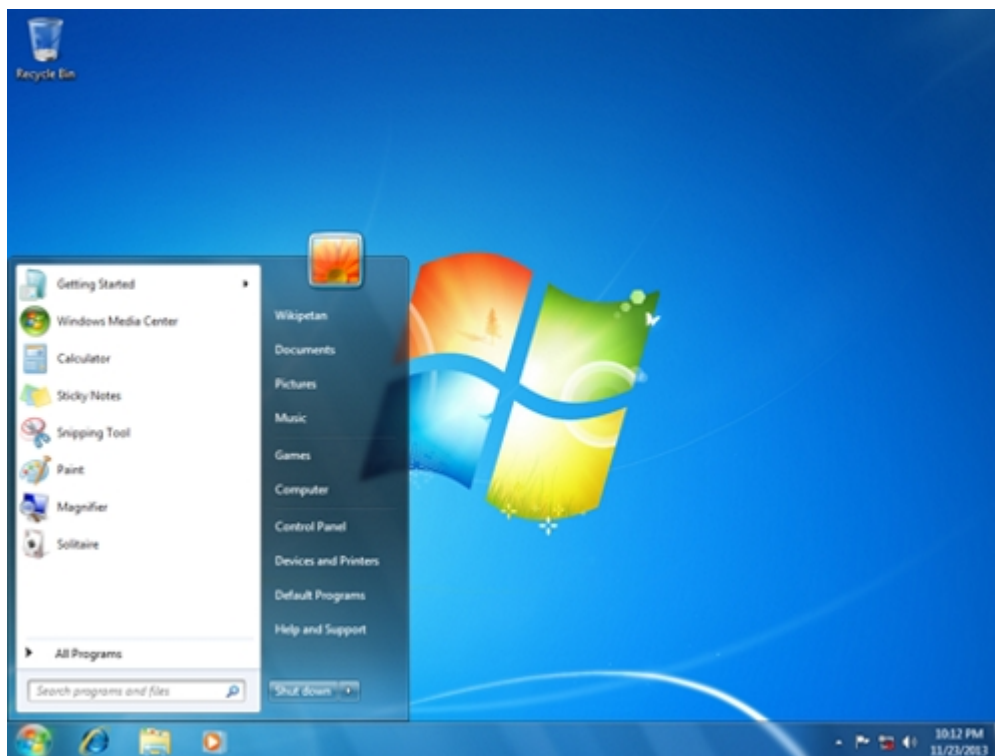 Recycle Bin
Getting Started
Windows Media Center
Calculator
Sticky Notes
Snipping Tool
Paint
Magnifier
Solitaire
All Programs
Search programs and files
Wikipetan
Documents
Pictures
Music
Games
Computer
Control Panel
Devices and Printers
Default Programs
Help and Support
Shut down
10:12 PM
11/23/2013